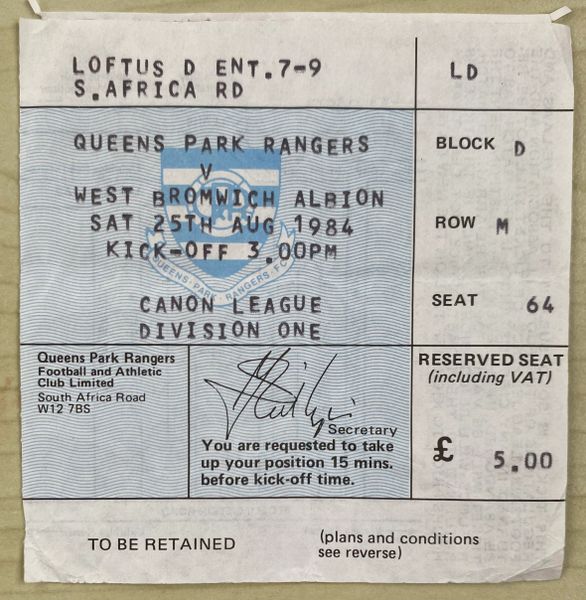 LOFTUS D ENT.7-9
S.AFRICA RD
LD
QUEENS PARK RANGERS
V
WEST BROMWICH ALBION
SAT 25TH AUG 1984
KICK-OFF 3.00PM
CANON LEAGUE
DIVISION ONE
QUEENS · PARK · RANGERS · F.C.
BLOCK D
ROW M
SEAT 64
Queens Park Rangers
Football and Athletic
Club Limited
South Africa Road
W12 7BS
Secretary
You are requested to take
up your position 15 mins.
before kick-off time.
RESERVED SEAT
(including VAT)
£ 5.00
TO BE RETAINED
(plans and conditions
see reverse)